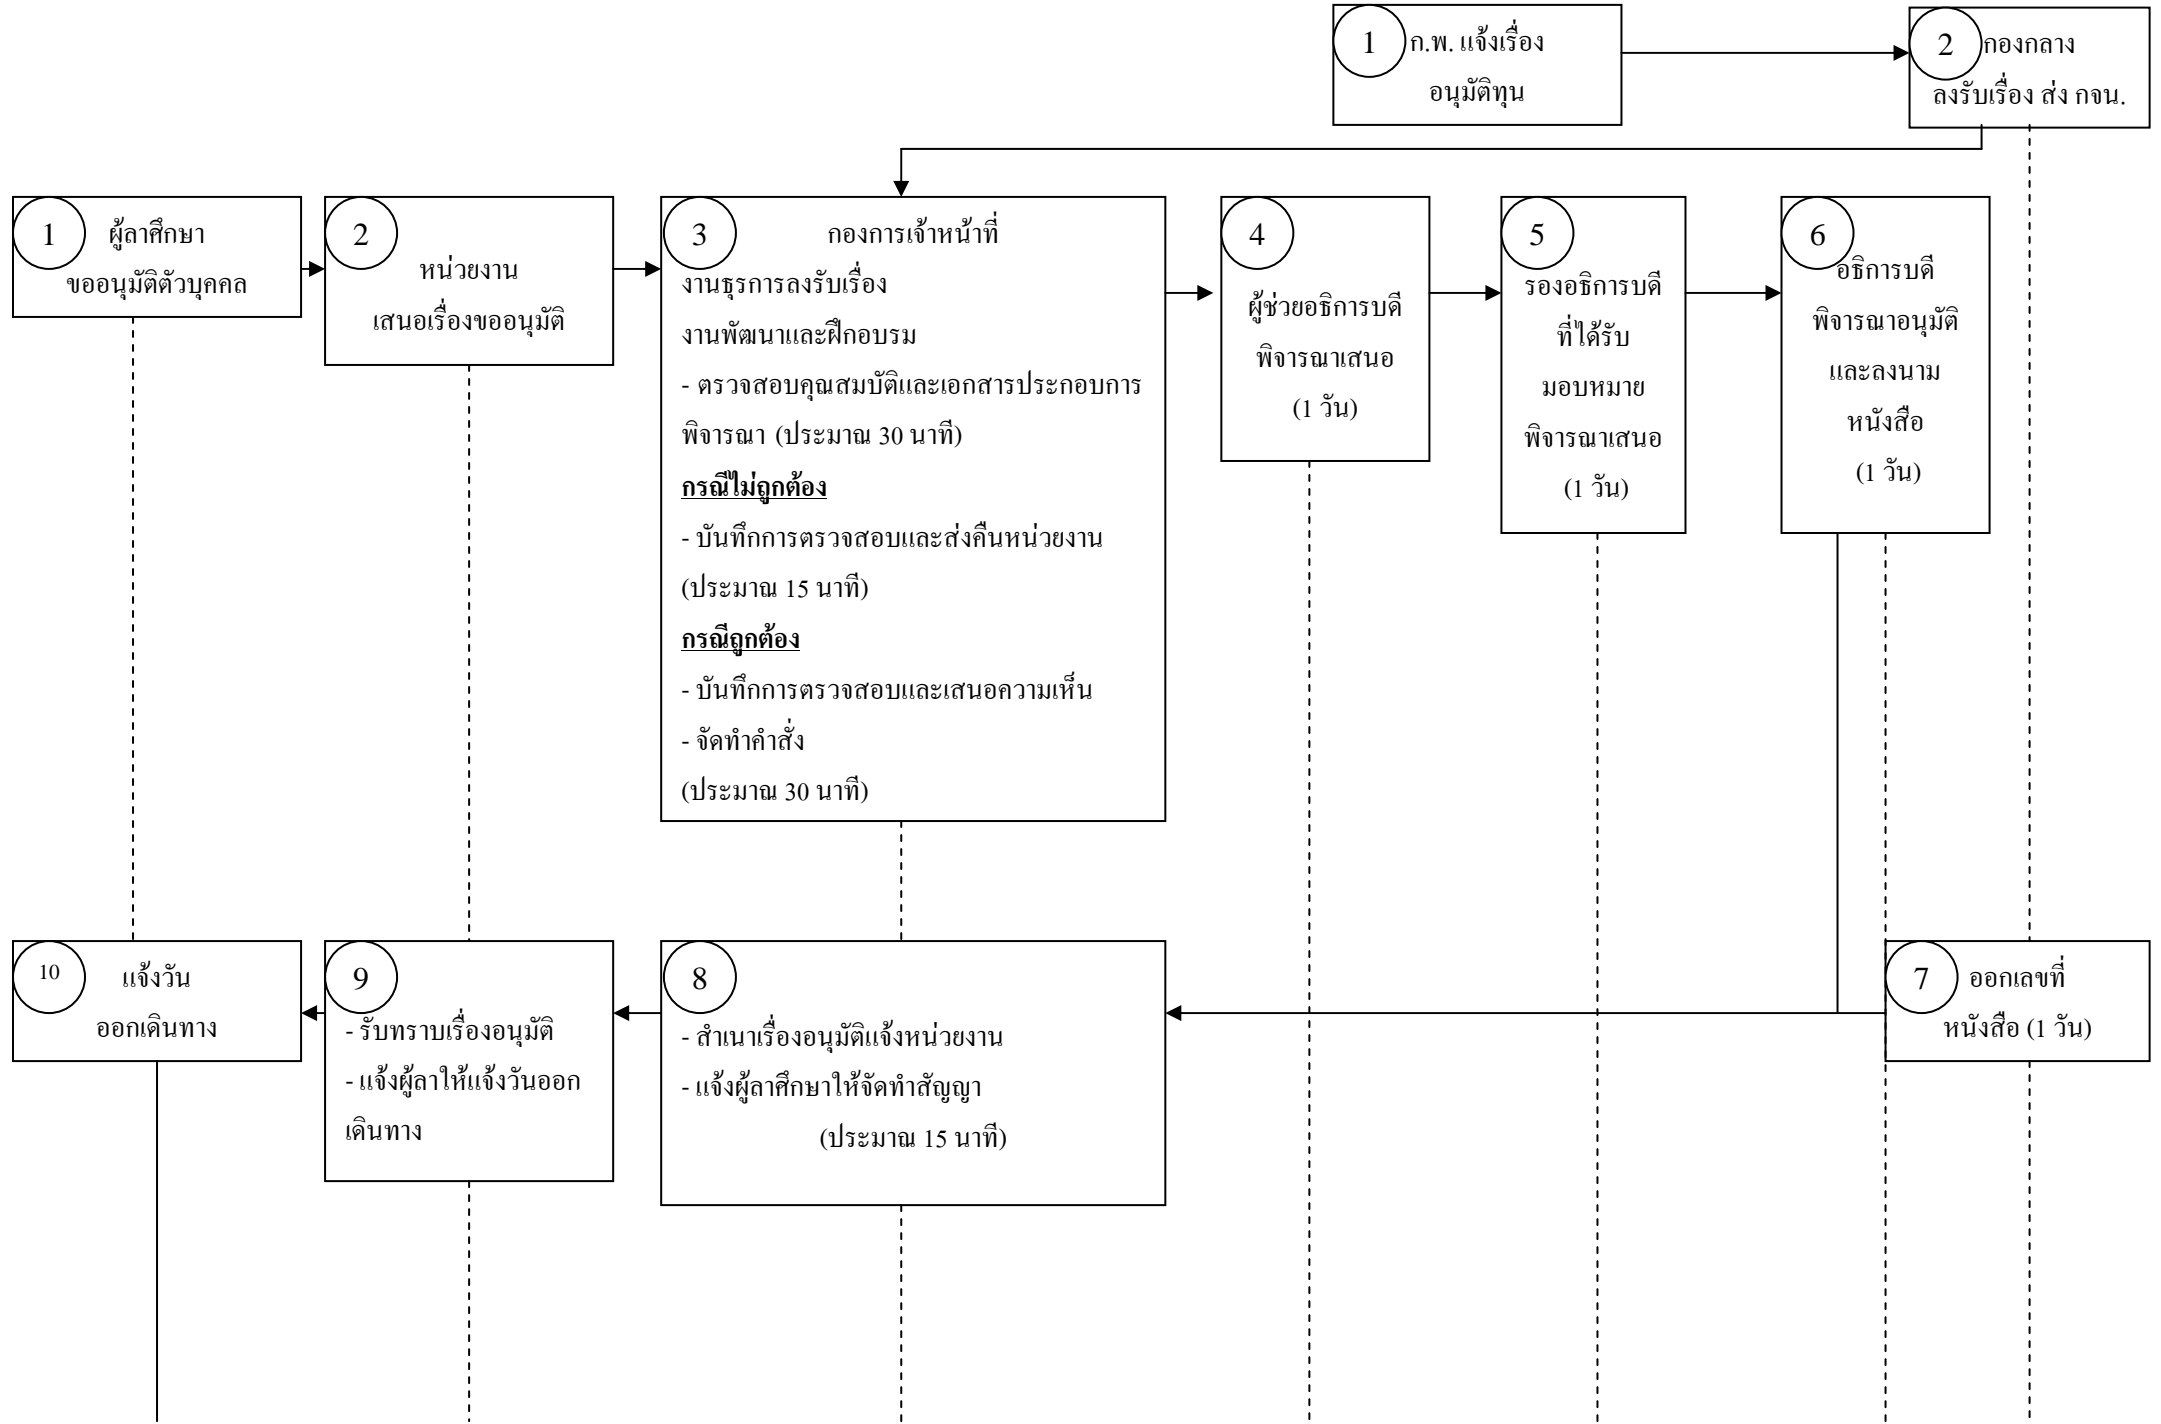 1 ก.พ. แจ้งเรื่อง
อนุมัติทุน
2 กองกลาง
ลงรับเรื่อง ส่ง กจน.
1 ผู้ลาศึกษา
ขออนุมัติตัวบุคคล
2
หน่วยงาน
เสนอเรื่องขออนุมัติ
3 กองการเจ้าหน้าที่
งานธุรการลงรับเรื่อง
งานพัฒนาและฝึกอบรม
- ตรวจสอบคุณสมบัติและเอกสารประกอบการ
พิจารณา (ประมาณ 30 นาที)
กรณีไม่ถูกต้อง
- บันทึกการตรวจสอบและส่งคืนหน่วยงาน
(ประมาณ 15 นาที)
กรณีถูกต้อง
- บันทึกการตรวจสอบและเสนอความเห็น
- จัดทำคำสั่ง
(ประมาณ 30 นาที)
4
ผู้ช่วยอธิการบดี
พิจารณาเสนอ
(1 วัน)
5
รองอธิการบดี
ที่ได้รับ
มอบหมาย
พิจารณาเสนอ
(1 วัน)
6
อธิการบดี
พิจารณาอนุมัติ
และลงนาม
หนังสือ
(1 วัน)
7 ออกเลขที่
หนังสือ (1 วัน)
8
- สำเนาเรื่องอนุมัติแจ้งหน่วยงาน
- แจ้งผู้ลาศึกษาให้จัดทำสัญญา
(ประมาณ 15 นาที)
9
- รับทราบเรื่องอนุมัติ
- แจ้งผู้ลาให้แจ้งวันออก
เดินทาง
10 แจ้งวัน
ออกเดินทาง